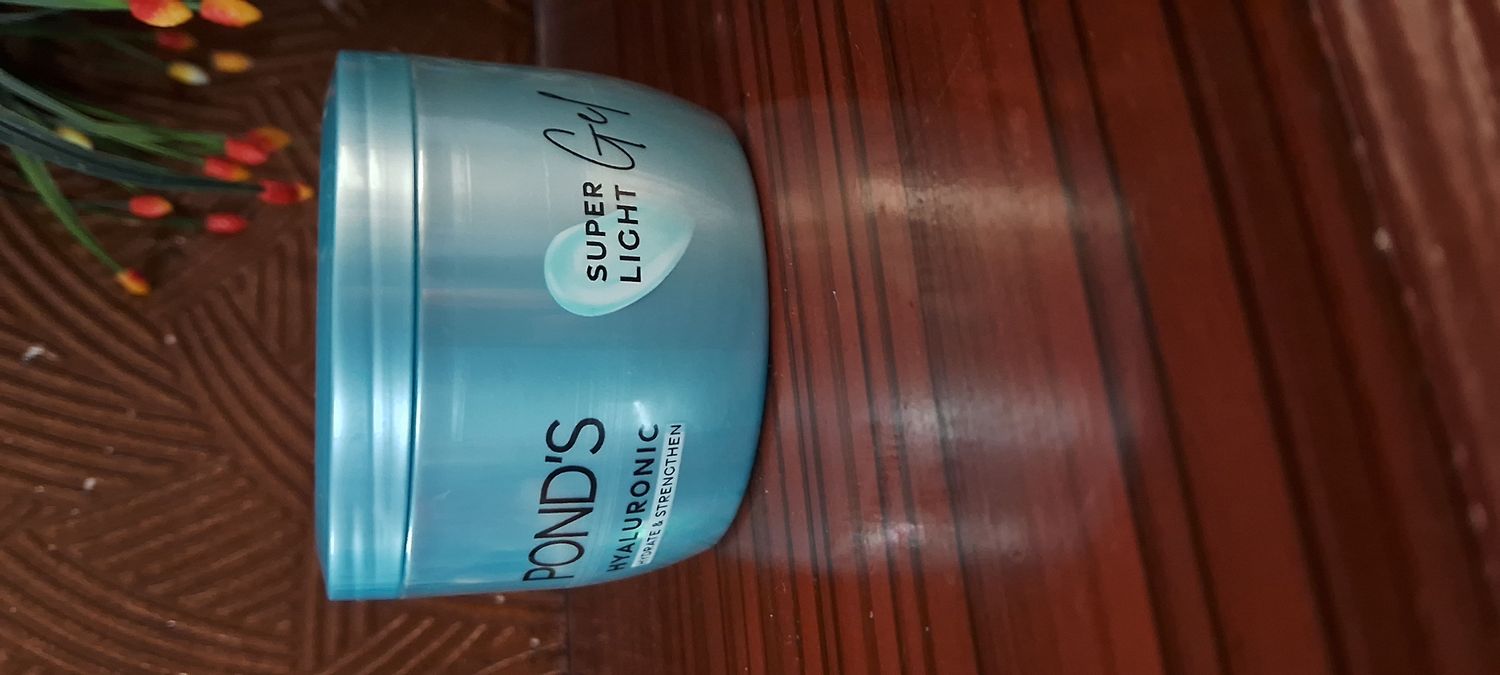 POND'S
HYALURONIC
HYDRATE & STRENGTHEN
SUPER
LIGHT Gel